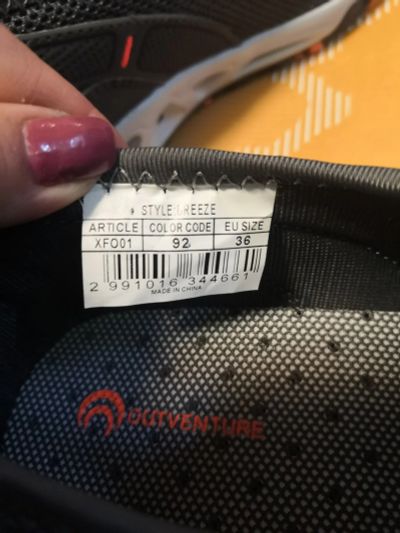 STYLE:BREEZE
ARTICLE COLOR CODE EU SIZE
XFO01 92 36
2 991016 344661
MADE IN CHINA
OUTVENTURE